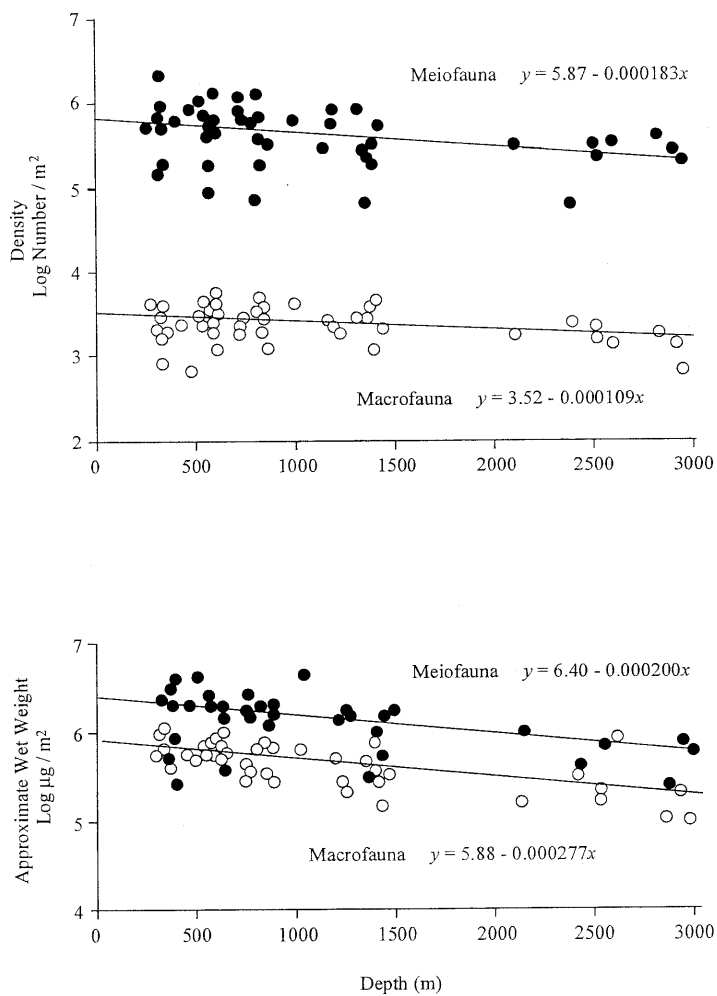 7
Meiofauna y = 5.87 - 0.000183x
6
5
Density
Log Number / m²
4
3
Macrofauna y = 3.52 - 0.000109x
2
0 500 1000 1500 2000 2500 3000
7
Meiofauna y = 6.40 - 0.000200x
6
Approximate Wet Weight
Log µg / m²
5
Macrofauna y = 5.88 - 0.000277x
4
0 500 1000 1500 2000 2500 3000
Depth (m)